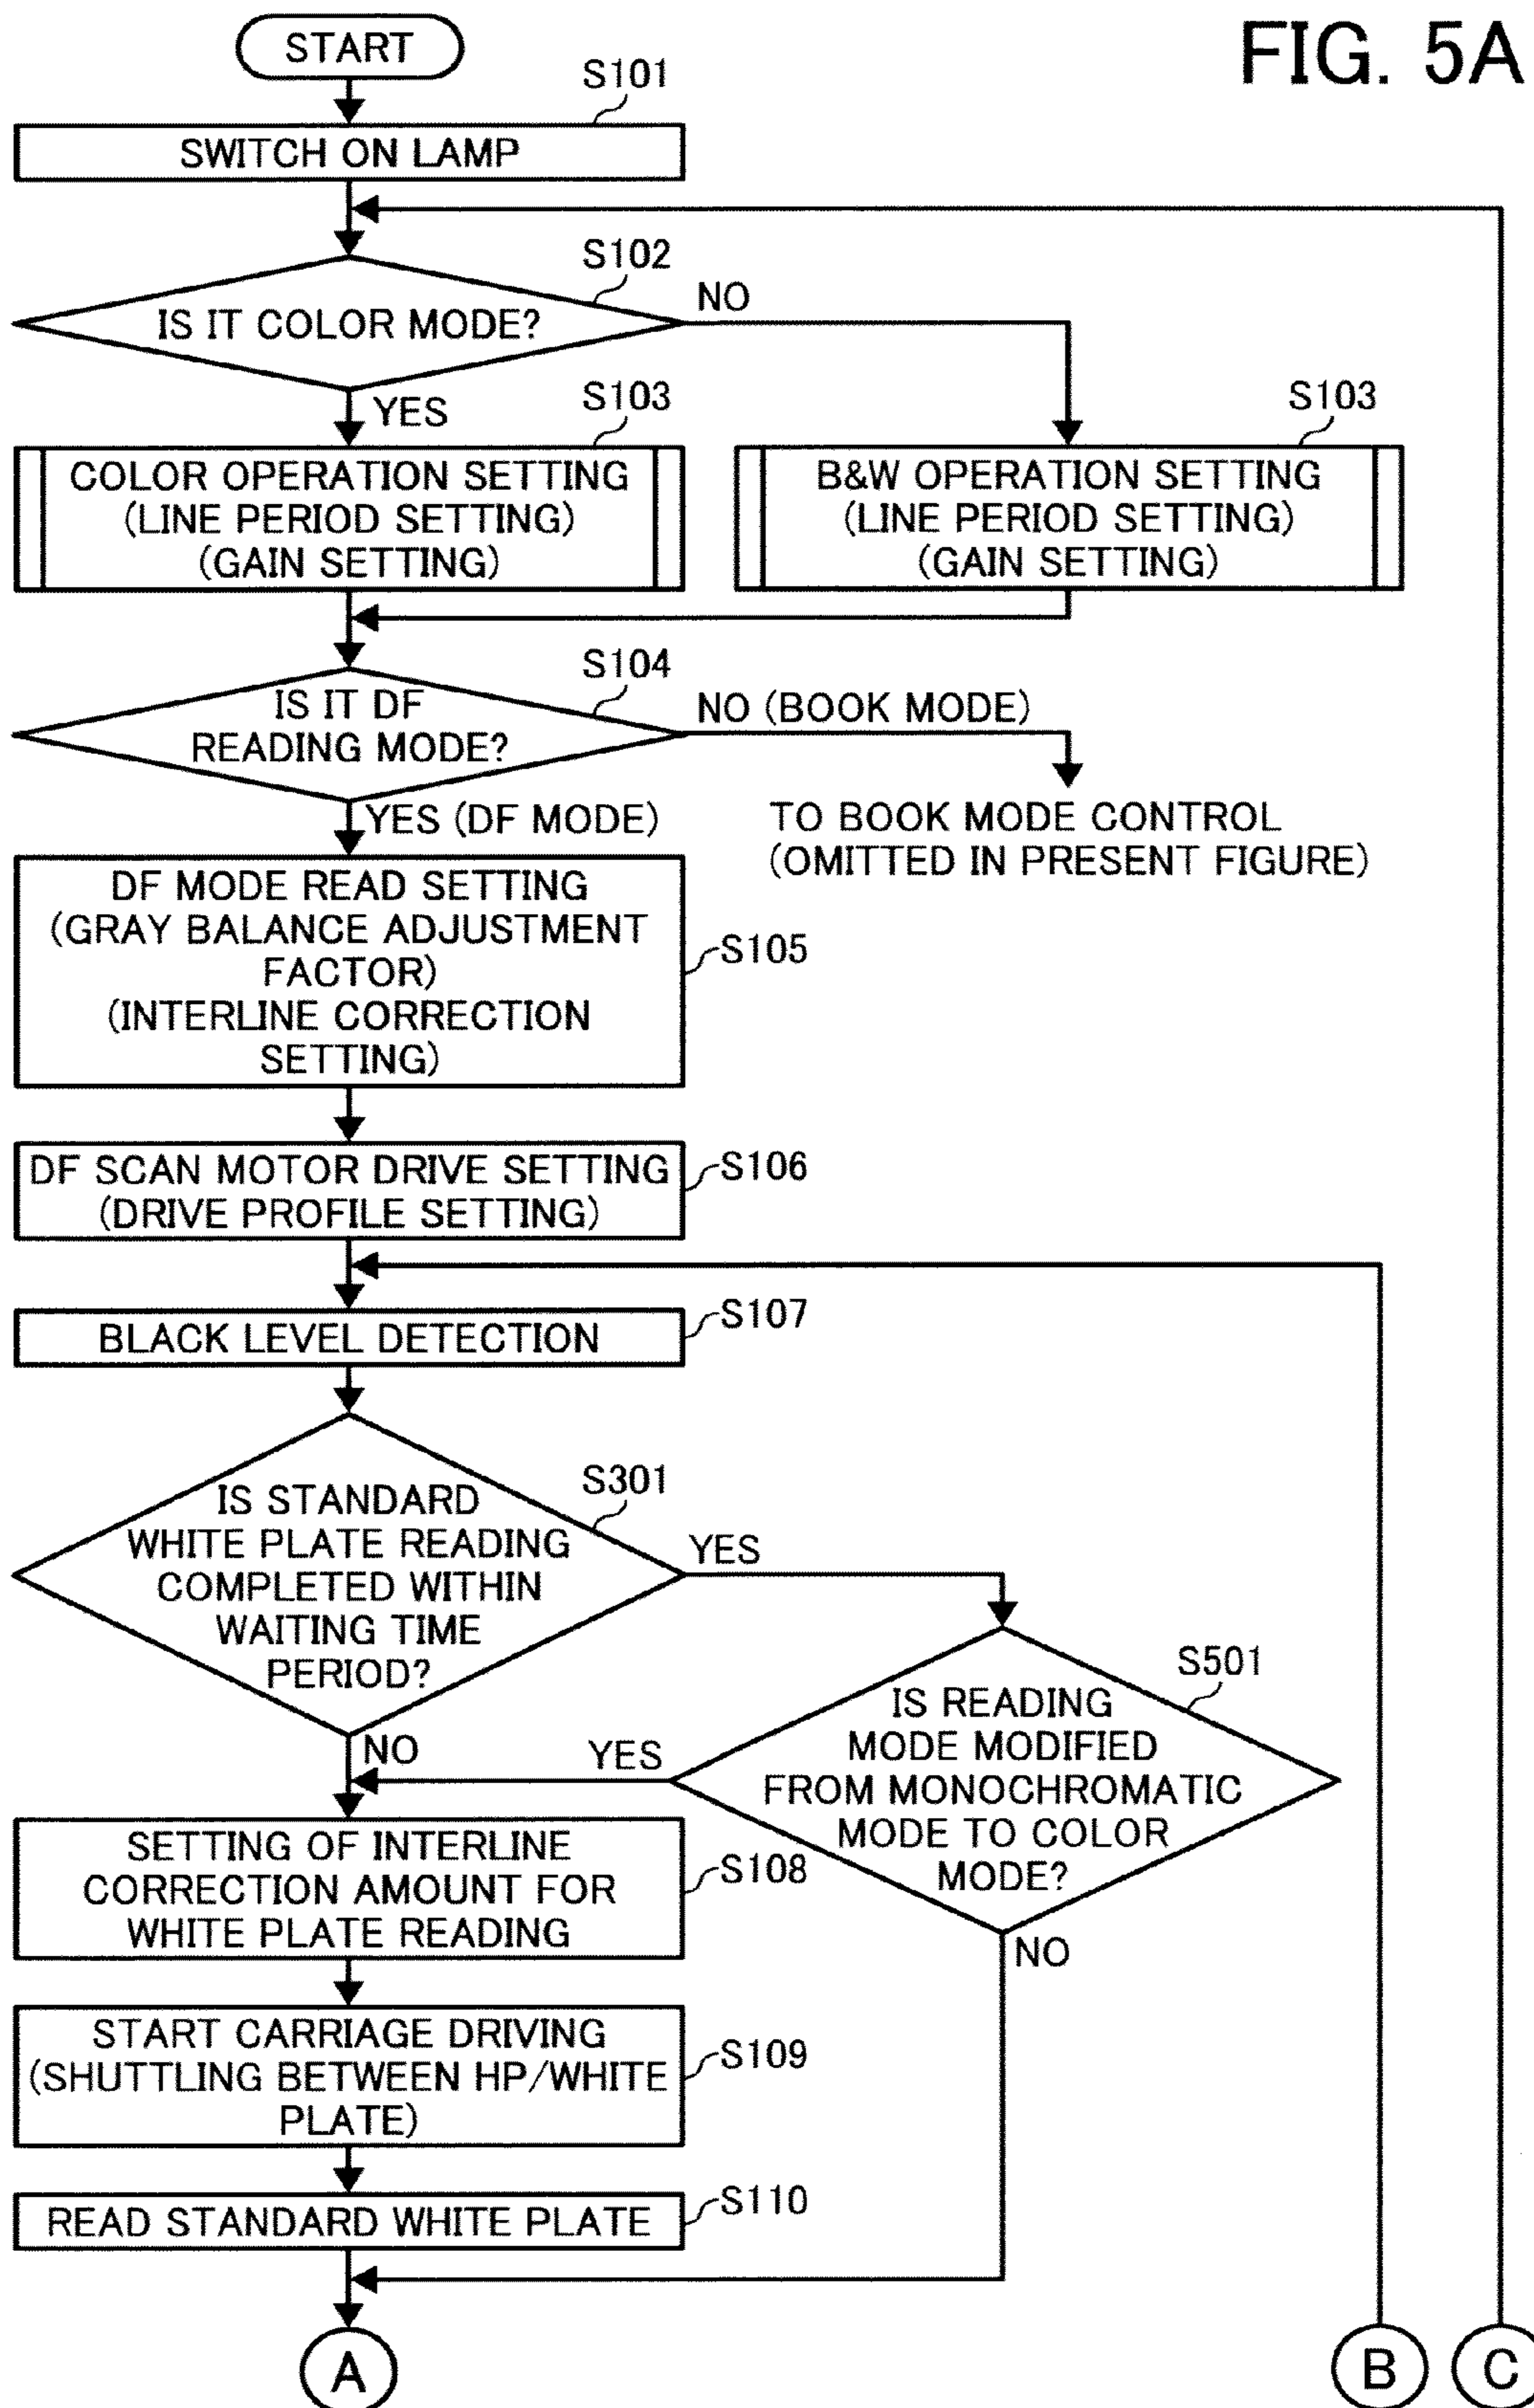 FIG. 5A
START
S101
SWITCH ON LAMP
S102
IS IT COLOR MODE?
NO
YES
S103
COLOR OPERATION SETTING
(LINE PERIOD SETTING)
(GAIN SETTING)
S103
B&W OPERATION SETTING
(LINE PERIOD SETTING)
(GAIN SETTING)
S104
IS IT DF
READING MODE?
NO (BOOK MODE)
YES (DF MODE)
TO BOOK MODE CONTROL
(OMITTED IN PRESENT FIGURE)
DF MODE READ SETTING
(GRAY BALANCE ADJUSTMENT
FACTOR)
(INTERLINE CORRECTION
SETTING)
S105
DF SCAN MOTOR DRIVE SETTING
(DRIVE PROFILE SETTING)
S106
BLACK LEVEL DETECTION
S107
S301
IS STANDARD
WHITE PLATE READING
COMPLETED WITHIN
WAITING TIME
PERIOD?
YES
NO
S501
IS READING
MODE MODIFIED
FROM MONOCHROMATIC
MODE TO COLOR
MODE?
YES
NO
SETTING OF INTERLINE
CORRECTION AMOUNT FOR
WHITE PLATE READING
S108
START CARRIAGE DRIVING
(SHUTTLING BETWEEN HP/WHITE
PLATE)
S109
READ STANDARD WHITE PLATE
S110
A
B
C